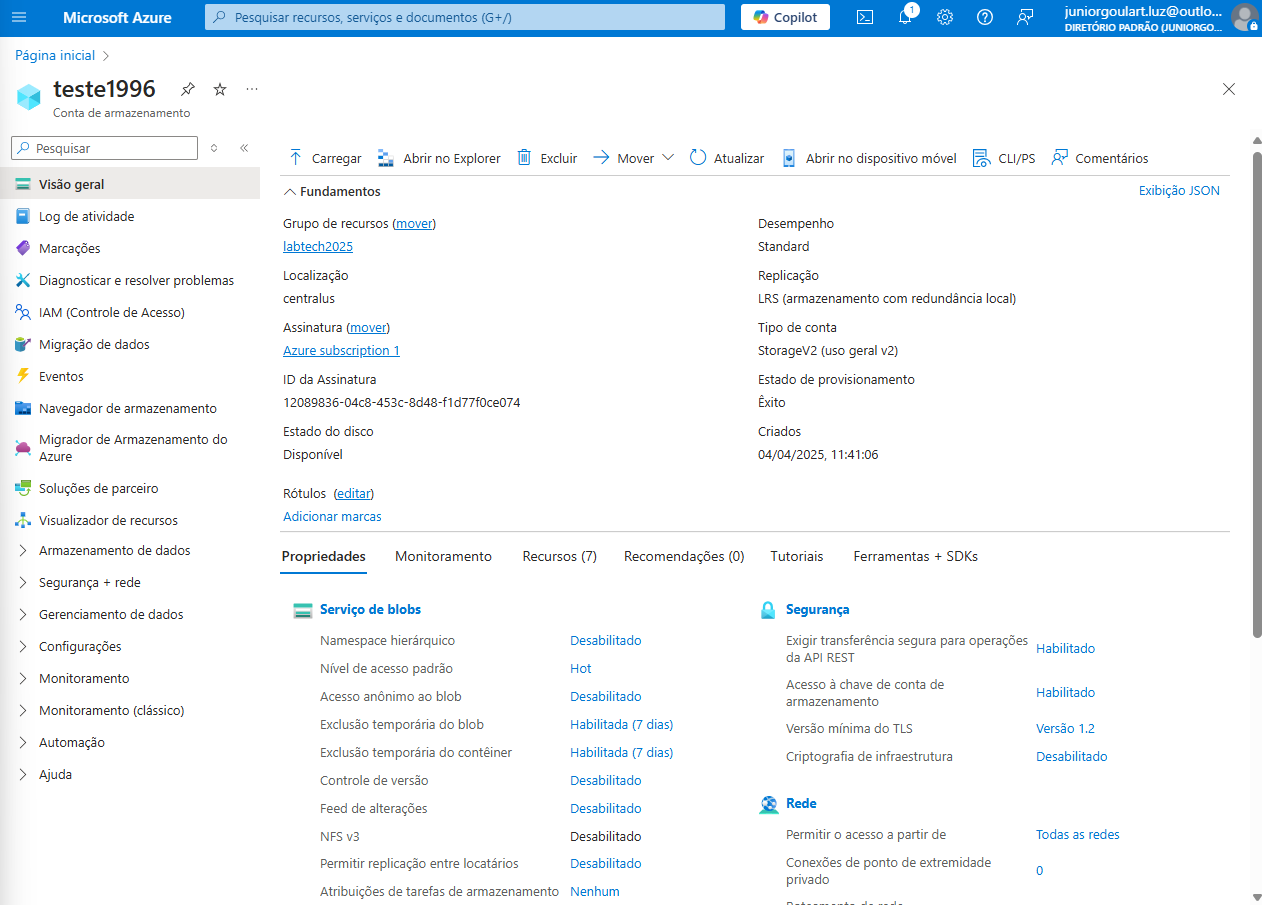 Microsoft Azure
Pesquisar recursos, serviços e documentos (G+/)
Copilot
1
juniorgoulart.luz@outlo...
DIRETÓRIO PADRÃO (JUNIORGO...
Página inicial
teste1996
Conta de armazenamento
Pesquisar
Visão geral
Log de atividade
Marcações
Diagnosticar e resolver problemas
IAM (Controle de Acesso)
Migração de dados
Eventos
Navegador de armazenamento
Migrador de Armazenamento do
Azure
Soluções de parceiro
Visualizador de recursos
Armazenamento de dados
Segurança + rede
Gerenciamento de dados
Configurações
Monitoramento
Monitoramento (clássico)
Automação
Ajuda
Carregar
Abrir no Explorer
Excluir
Mover
Atualizar
Abrir no dispositivo móvel
CLI/PS
Comentários
Fundamentos
Exibição JSON
Grupo de recursos (mover)
labtech2025
Localização
centralus
Assinatura (mover)
Azure subscription 1
ID da Assinatura
12089836-04c8-453c-8d48-f1d77f0ce074
Estado do disco
Disponível
Desempenho
Standard
Replicação
LRS (armazenamento com redundância local)
Tipo de conta
StorageV2 (uso geral v2)
Estado de provisionamento
Êxito
Criados
04/04/2025, 11:41:06
Rótulos (editar)
Adicionar marcas
Propriedades
Monitoramento
Recursos (7)
Recomendações (0)
Tutoriais
Ferramentas + SDKs
Serviço de blobs
Namespace hierárquico Desabilitado
Nível de acesso padrão Hot
Acesso anônimo ao blob Desabilitado
Exclusão temporária do blob Habilitada (7 dias)
Exclusão temporária do contêiner Habilitada (7 dias)
Controle de versão Desabilitado
Feed de alterações Desabilitado
NFS v3 Desabilitado
Permitir replicação entre locatários Desabilitado
Atribuições de tarefas de armazenamento Nenhum
Segurança
Exigir transferência segura para operações
da API REST
Habilitado
Acesso à chave de conta de
armazenamento
Habilitado
Versão mínima do TLS Versão 1.2
Criptografia de infraestrutura Desabilitado
Rede
Permitir o acesso a partir de Todas as redes
Conexões de ponto de extremidade
privado
0